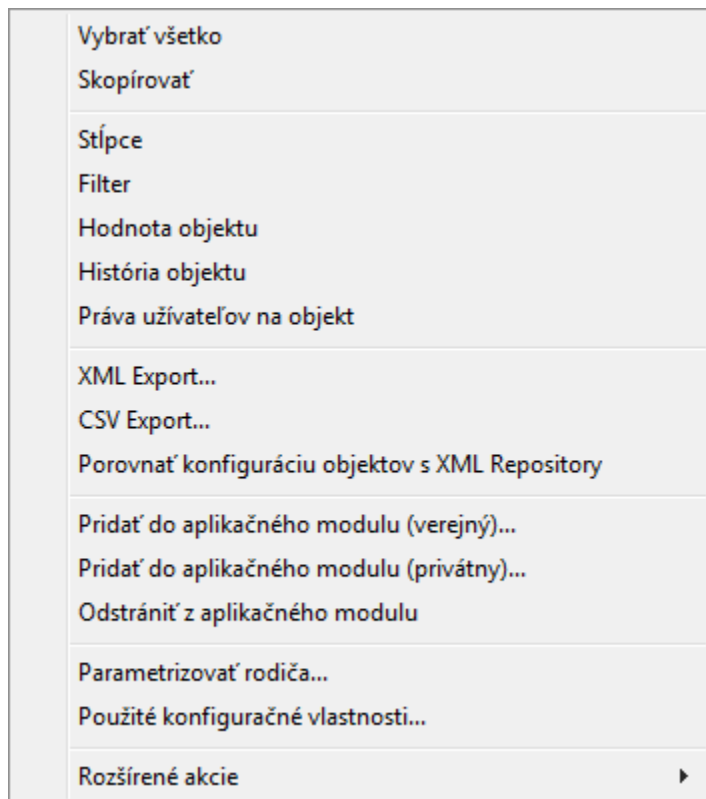 Vybrať všetko
Skopírovať
Stĺpce
Filter
Hodnota objektu
História objektu
Práva užívateľov na objekt
XML Export...
CSV Export...
Porovnať konfiguráciu objektov s XML Repository
Pridať do aplikačného modulu (verejný)...
Pridať do aplikačného modulu (privátny)...
Odstrániť z aplikačného modulu
Parametrizovať rodiča...
Použité konfiguračné vlastnosti...
Rozšírené akcie